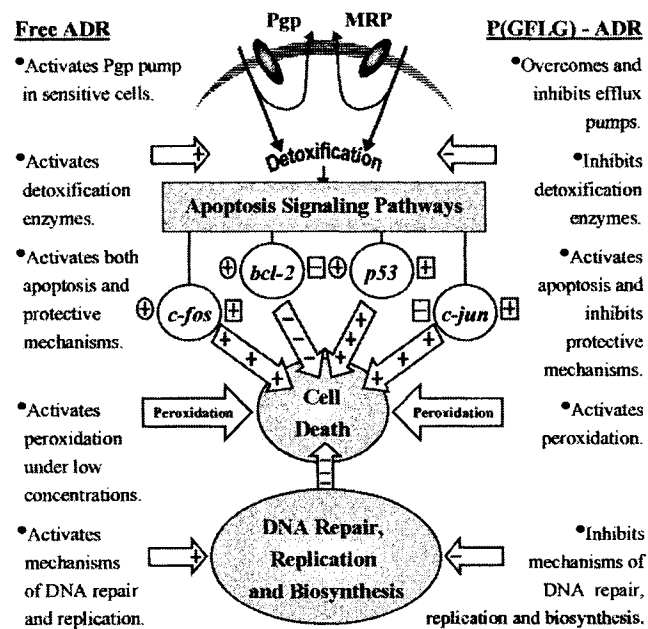 Free ADR
•Activates Pgp pump
in sensitive cells.
•Activates
detoxification
enzymes.
•Activates both
apoptosis and
protective
mechanisms.
•Activates
peroxidation
under low
concentrations.
•Activates
mechanisms
of DNA repair
and replication.
Pgp MRP
+ Detoxification −
Apoptosis Signaling Pathways
+ bcl-2 − + p53 +
+ c-fos + − c-jun +
+ + + +
− − −
+ + + +
+ + + +
Peroxidation
Cell
Death
Peroxidation
− − −
DNA Repair,
Replication
and Biosynthesis
+ −
P(GFLG) - ADR
•Overcomes and
inhibits efflux
pumps.
•Inhibits
detoxification
enzymes.
•Activates
apoptosis and
inhibits
protective
mechanisms.
•Activates
peroxidation.
•Inhibits
mechanisms of
DNA repair,
replication and biosynthesis.